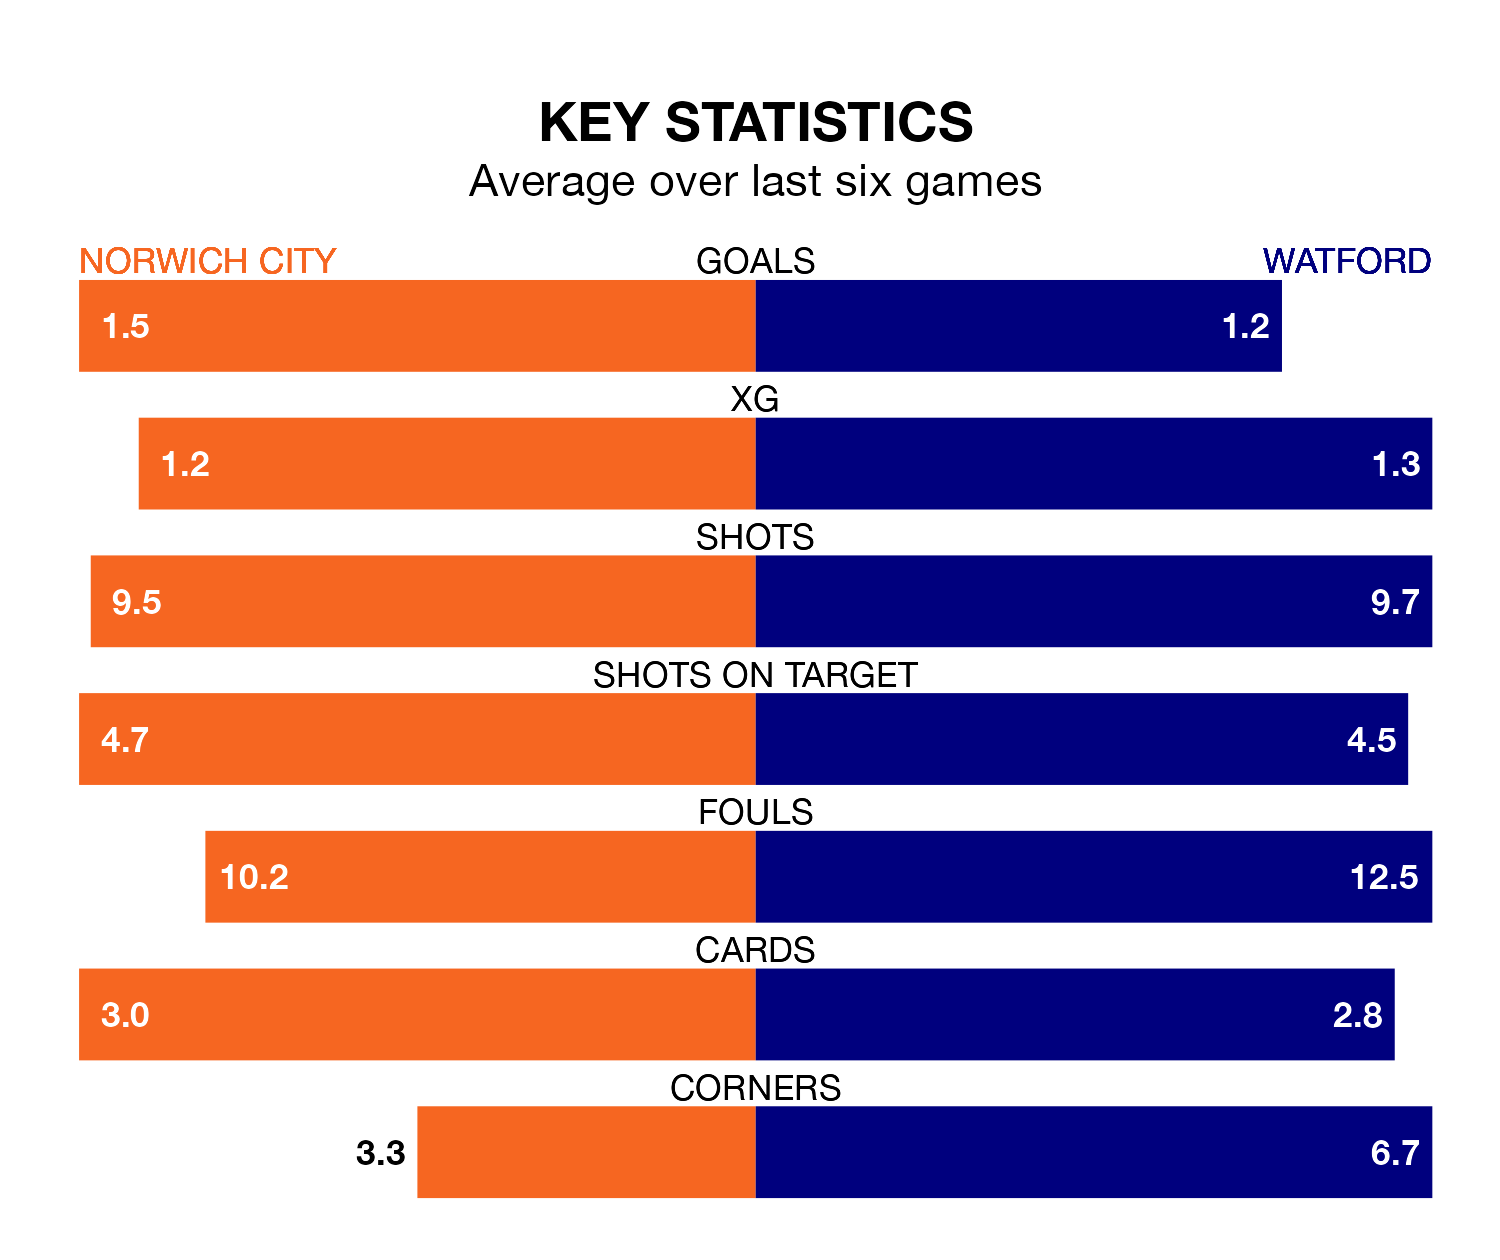 KEY STATISTICS
Average over last six games
NORWICH CITY GOALS WATFORD
1.5 1.2
XG
1.2 1.3
SHOTS
9.5 9.7
SHOTS ON TARGET
4.7 4.5
FOULS
10.2 12.5
CARDS
3.0 2.8
CORNERS
3.3 6.7